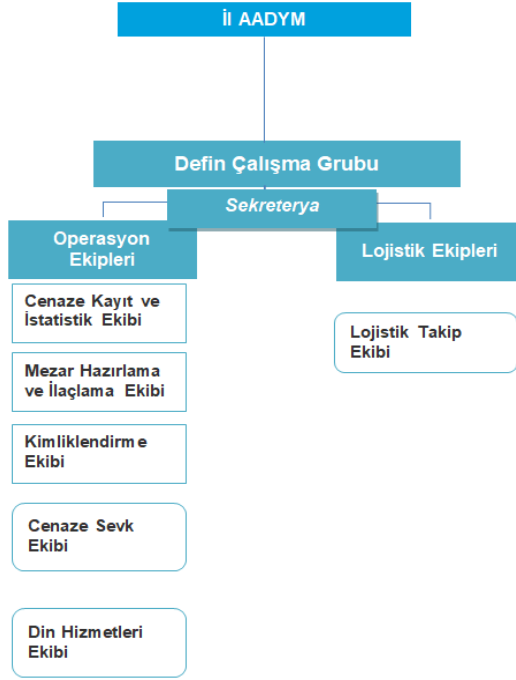 İl AADYM
Defin Çalışma Grubu
Sekreterya
Operasyon
Ekipleri
Cenaze Kayıt ve
İstatistik Ekibi
Mezar Hazırlama
ve İlaçlama Ekibi
Kimliklendirme
Ekibi
Cenaze Sevk
Ekibi
Din Hizmetleri
Ekibi
Lojistik Ekipleri
Lojistik Takip
Ekibi